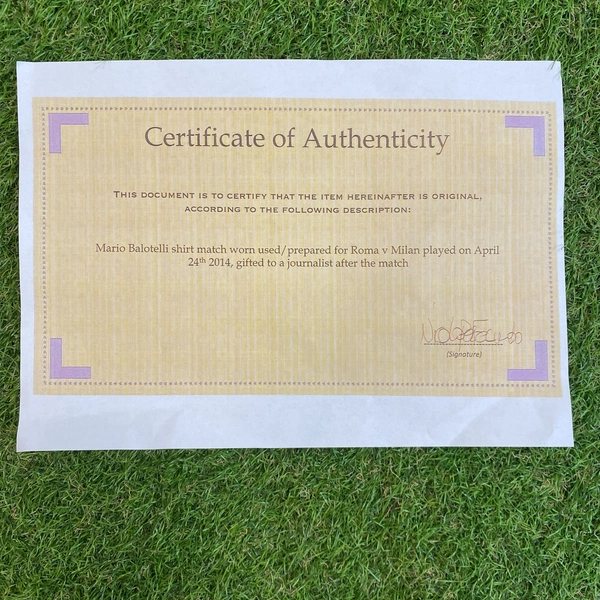 Certificate of Authenticity
THIS DOCUMENT IS TO CERTIFY THAT THE ITEM HEREINAFTER IS ORIGINAL,
ACCORDING TO THE FOLLOWING DESCRIPTION:
Mario Balotelli shirt match worn used/prepared for Roma v Milan played on April
24th 2014, gifted to a journalist after the match
(Signature)